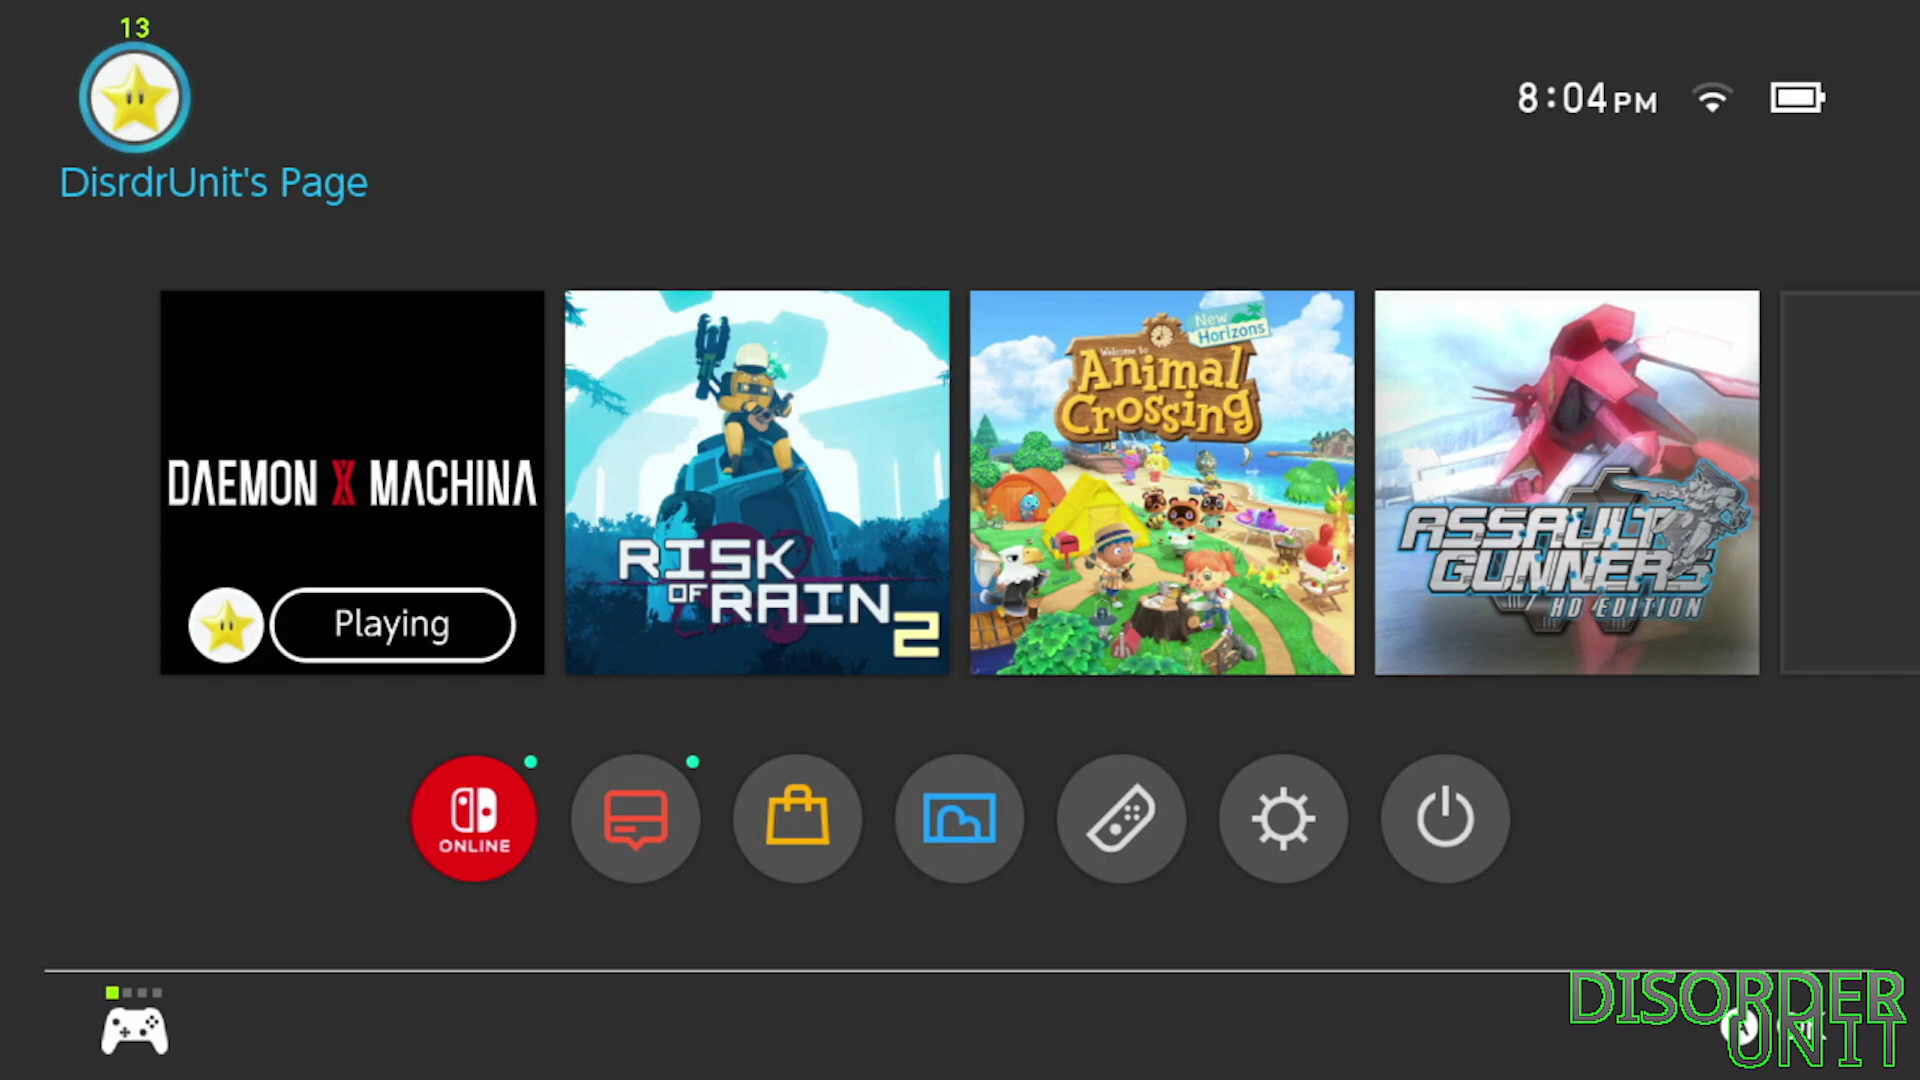 13
8:04 PM
DisrdrUnit's Page
DAEMON X MACHINA
Playing
RISK
OF RAIN
2
New
Horizons
Welcome to
Animal
Crossing
ASSAULT
GUNNERS
HD EDITION
ONLINE
DISORDER
UNIT